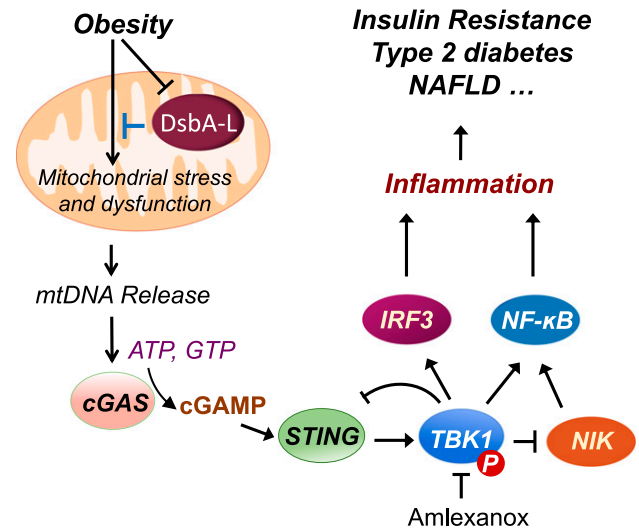 Obesity
DsbA-L
Mitochondrial stress
and dysfunction
mtDNA Release
ATP, GTP
cGAS
cGAMP
STING
TBK1
P
NIK
Amlexanox
IRF3
NF-κB
Inflammation
Insulin Resistance
Type 2 diabetes
NAFLD ...